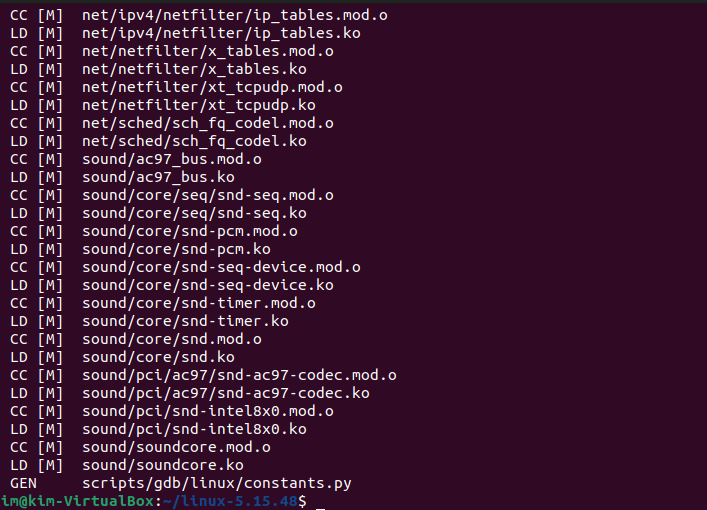 CC [M]  net/ipv4/netfilter/ip_tables.mod.o
LD [M]  net/ipv4/netfilter/ip_tables.ko
CC [M]  net/netfilter/x_tables.mod.o
LD [M]  net/netfilter/x_tables.ko
CC [M]  net/netfilter/xt_tcpudp.mod.o
LD [M]  net/netfilter/xt_tcpudp.ko
CC [M]  net/sched/sch_fq_codel.mod.o
LD [M]  net/sched/sch_fq_codel.ko
CC [M]  sound/ac97_bus.mod.o
LD [M]  sound/ac97_bus.ko
CC [M]  sound/core/seq/snd-seq.mod.o
LD [M]  sound/core/seq/snd-seq.ko
CC [M]  sound/core/snd-pcm.mod.o
LD [M]  sound/core/snd-pcm.ko
CC [M]  sound/core/snd-seq-device.mod.o
LD [M]  sound/core/snd-seq-device.ko
CC [M]  sound/core/snd-timer.mod.o
LD [M]  sound/core/snd-timer.ko
CC [M]  sound/core/snd.mod.o
LD [M]  sound/core/snd.ko
CC [M]  sound/pci/ac97/snd-ac97-codec.mod.o
LD [M]  sound/pci/ac97/snd-ac97-codec.ko
CC [M]  sound/pci/snd-intel8x0.mod.o
LD [M]  sound/pci/snd-intel8x0.ko
CC [M]  sound/soundcore.mod.o
LD [M]  sound/soundcore.ko
GEN     scripts/gdb/linux/constants.py
im@kim-VirtualBox:~/linux-5.15.48$